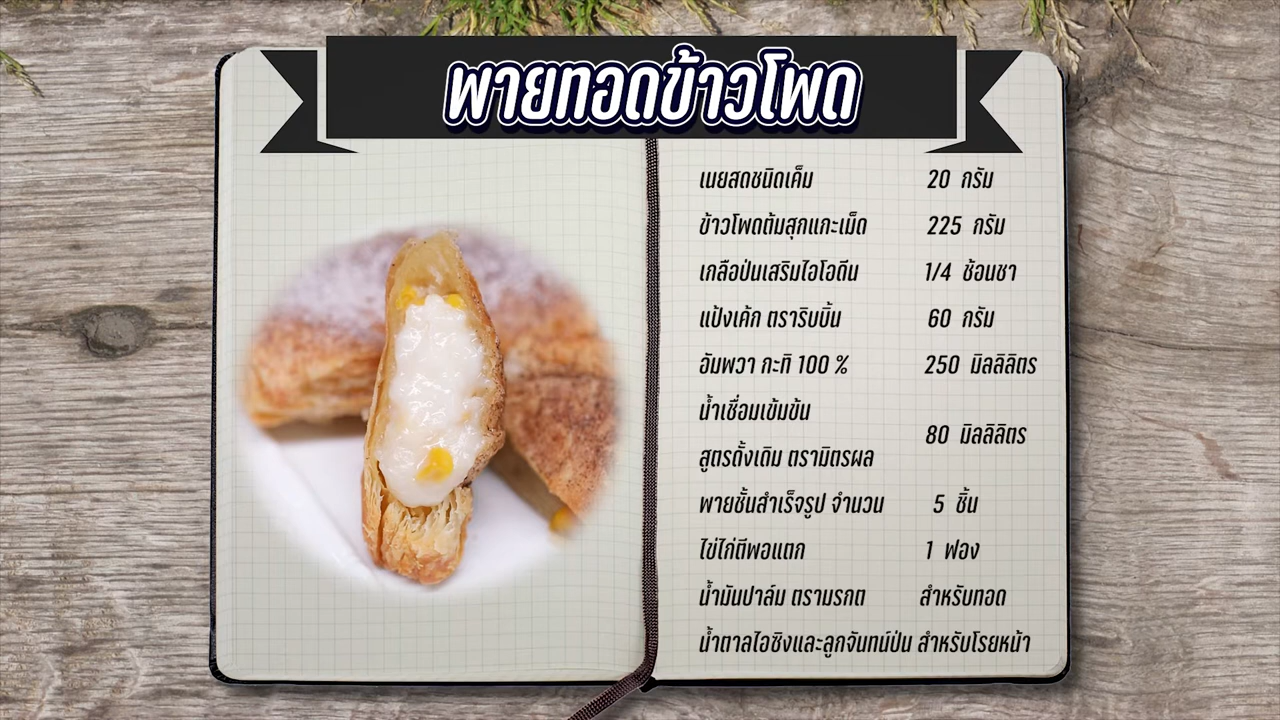 พายทอดข้าวโพด
เนยสดชนิดเค็ม 20 กรัม
ข้าวโพดต้มสุกแกะเม็ด 225 กรัม
เกลือป่นเสริมไอโอดีน 1/4 ช้อนชา
แป้งเค้ก ตราริบบิ้น 60 กรัม
อัมพวา กะทิ 100 % 250 มิลลิลิตร
น้ำเชื่อมเข้มข้น
สูตรดั้งเดิม ตรามิตรผล 80 มิลลิลิตร
พายชั้นสำเร็จรูป จำนวน 5 ชิ้น
ไข่ไก่ตีพอแตก 1 ฟอง
น้ำมันปาล์ม ตรามรกต สำหรับทอด
น้ำตาลไอซิงและลูกจันทน์ป่น สำหรับโรยหน้า